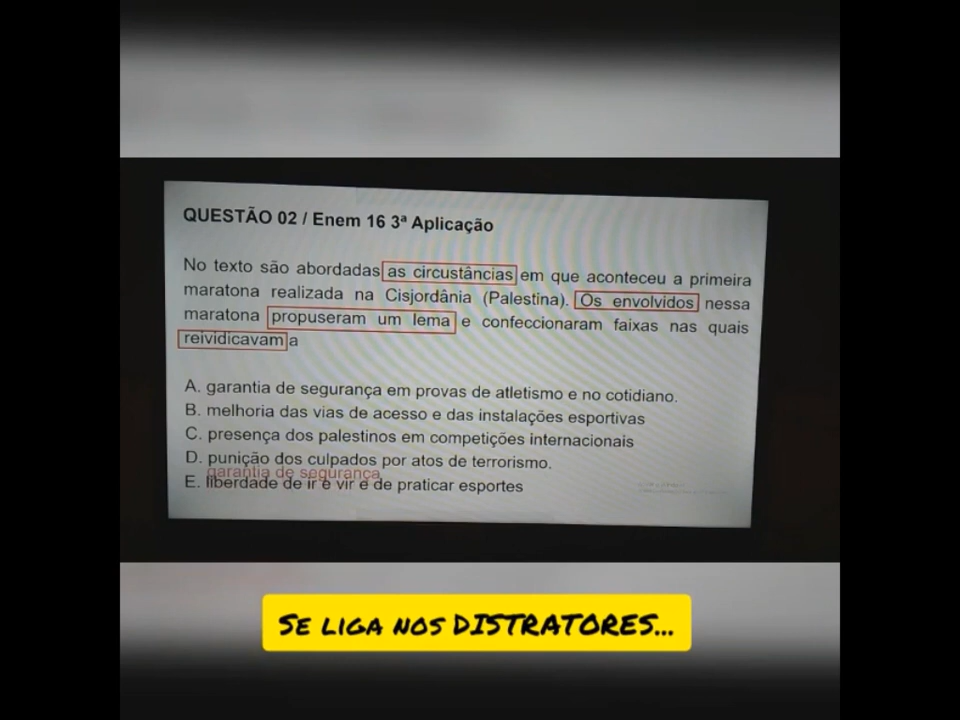 QUESTÃO 02 / Enem 16 3ª Aplicação
No texto são abordadas as circustâncias em que aconteceu a primeira
maratona realizada na Cisjordânia (Palestina). Os envolvidos nessa
maratona propuseram um lema e confeccionaram faixas nas quais
reividicavam a
A. garantia de segurança em provas de atletismo e no cotidiano.
B. melhoria das vias de acesso e das instalações esportivas
C. presença dos palestinos em competições internacionais
D. punição dos culpados por atos de terrorismo.
garantia de segurança
E. liberdade de ir e vir e de praticar esportes
Se liga nos DISTRATORES...